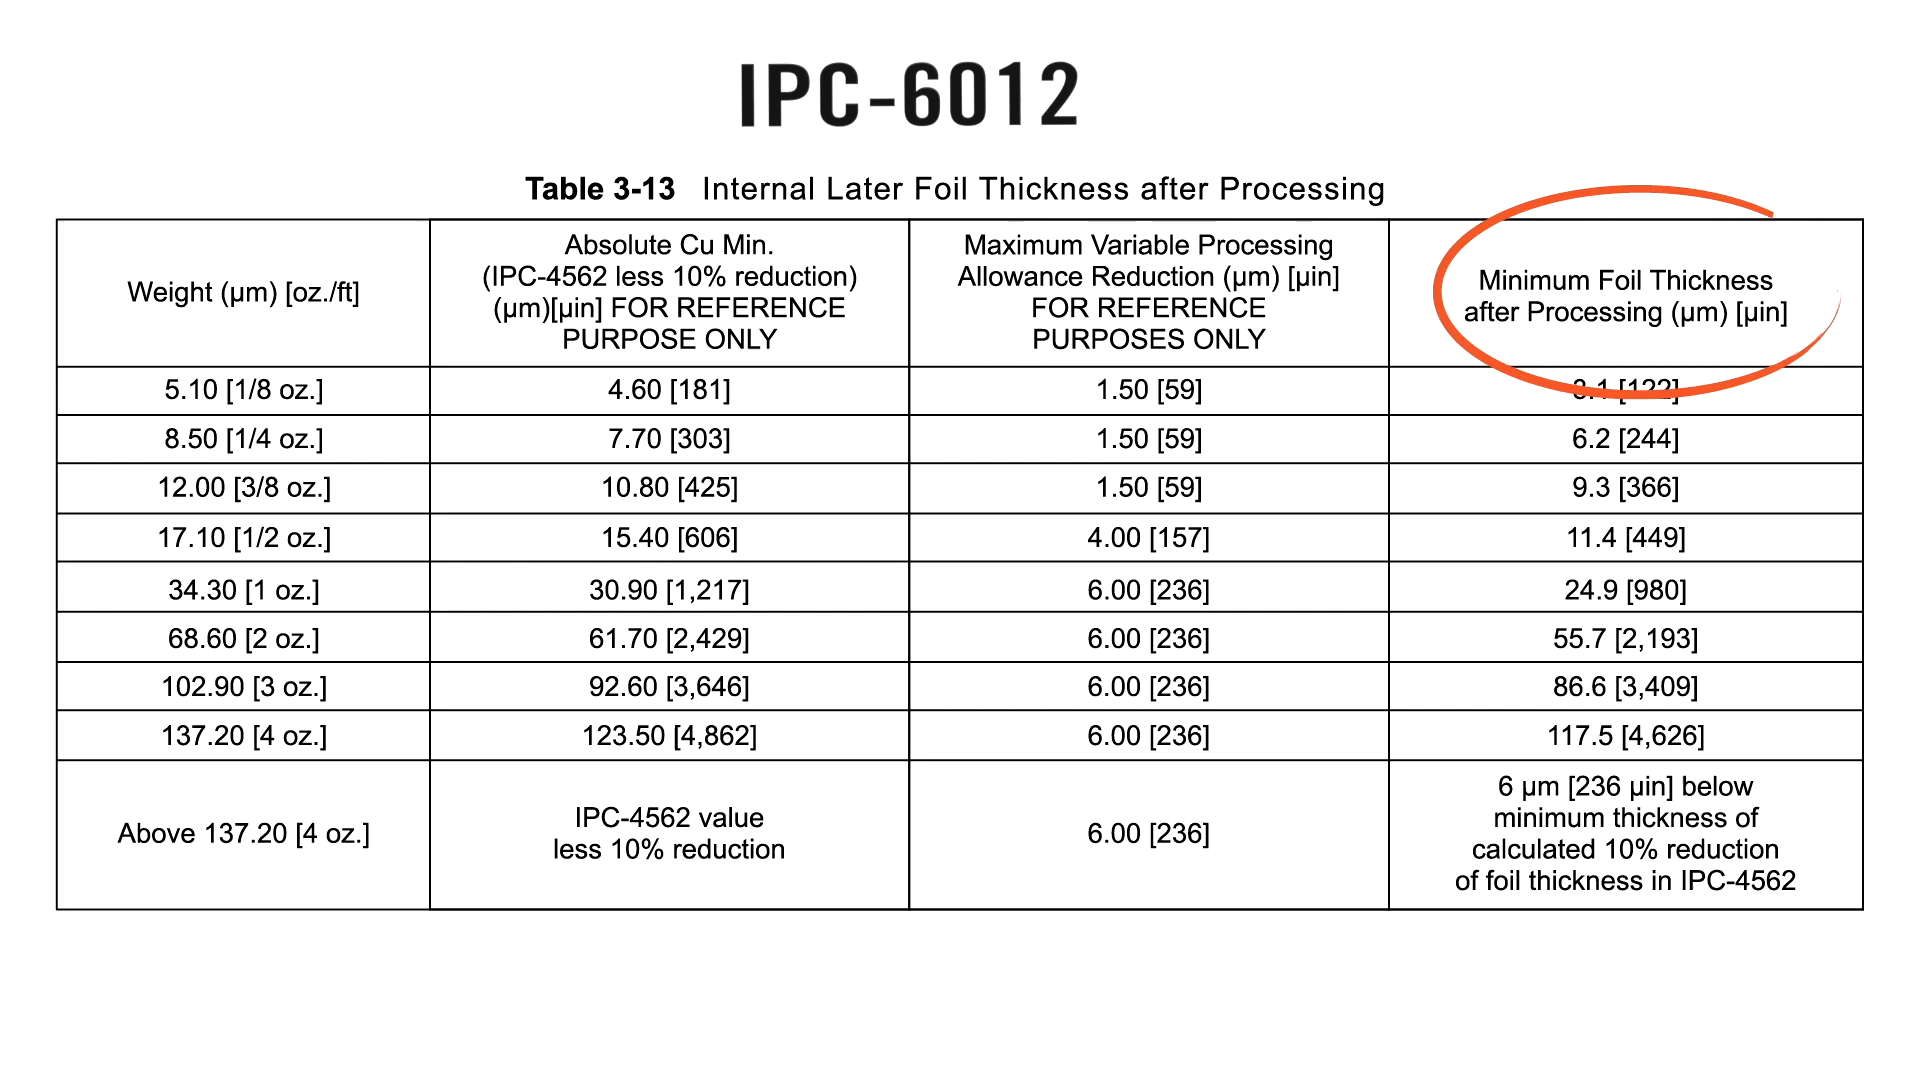 IPC-6012
Table 3-13 Internal Later Foil Thickness after Processing
Weight (µm) [oz./ft]
Absolute Cu Min.
(IPC-4562 less 10% reduction)
(µm)[µin] FOR REFERENCE
PURPOSE ONLY
Maximum Variable Processing
Allowance Reduction (µm) [µin]
FOR REFERENCE
PURPOSES ONLY
Minimum Foil Thickness
after Processing (µm) [µin]
5.10 [1/8 oz.] 4.60 [181] 1.50 [59] 3.1 [122]
8.50 [1/4 oz.] 7.70 [303] 1.50 [59] 6.2 [244]
12.00 [3/8 oz.] 10.80 [425] 1.50 [59] 9.3 [366]
17.10 [1/2 oz.] 15.40 [606] 4.00 [157] 11.4 [449]
34.30 [1 oz.] 30.90 [1,217] 6.00 [236] 24.9 [980]
68.60 [2 oz.] 61.70 [2,429] 6.00 [236] 55.7 [2,193]
102.90 [3 oz.] 92.60 [3,646] 6.00 [236] 86.6 [3,409]
137.20 [4 oz.] 123.50 [4,862] 6.00 [236] 117.5 [4,626]
Above 137.20 [4 oz.]
IPC-4562 value
less 10% reduction
6.00 [236]
6 µm [236 µin] below
minimum thickness of
calculated 10% reduction
of foil thickness in IPC-4562